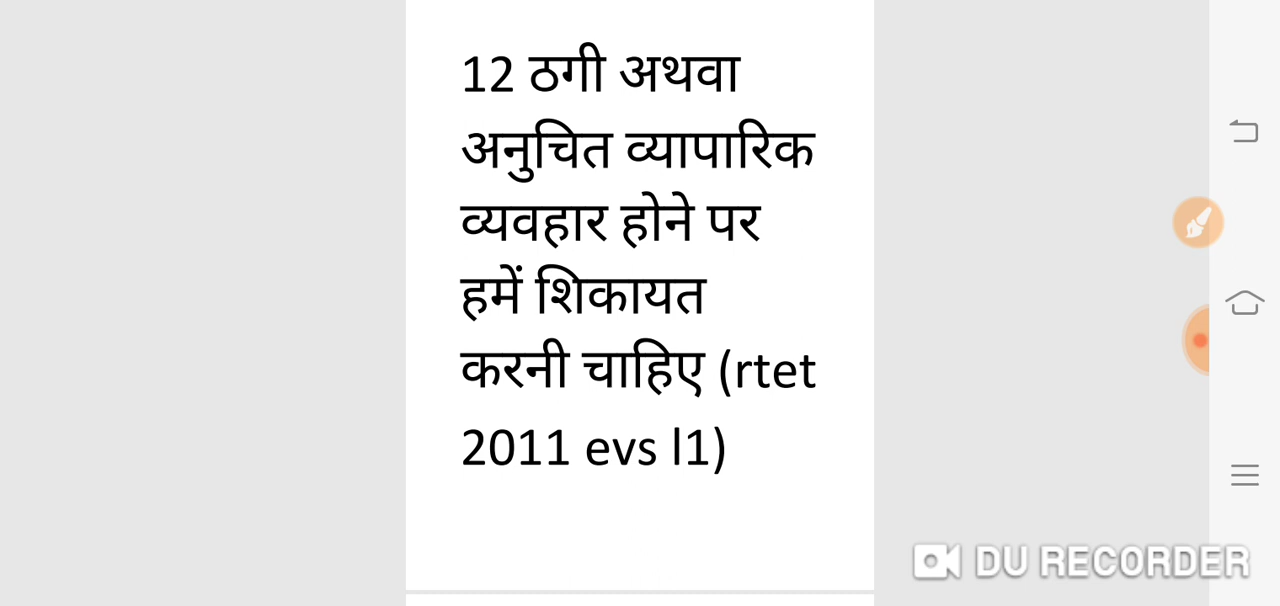 12 ठगी अथवा
अनुचित व्यापारिक
व्यवहार होने पर
हमें शिकायत
करनी चाहिए (rtet
2011 evs l1)
DU RECORDER